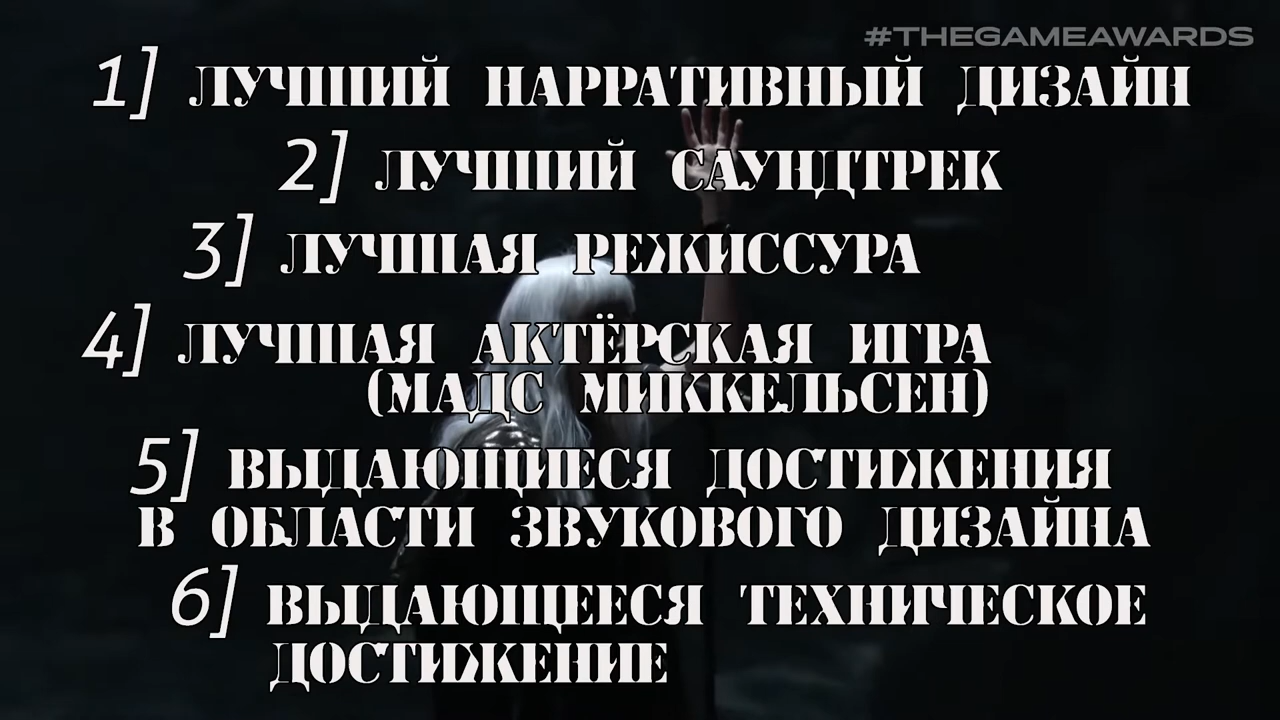 #THEGAMEAWARDS
1] ЛУЧШИЙ НАРРАТИВНЫЙ ДИЗАЙН
2] ЛУЧШИЙ САУНДТРЕК
3] ЛУЧШАЯ РЕЖИССУРА
4] ЛУЧШАЯ АКТЁРСКАЯ ИГРА
(МАДС МИККЕЛЬСЕН)
5] ВЫДАЮЩИЕСЯ ДОСТИЖЕНИЯ
В ОБЛАСТИ ЗВУКОВОГО ДИЗАЙНА
6] ВЫДАЮЩЕЕСЯ ТЕХНИЧЕСКОЕ
ДОСТИЖЕНИЕ